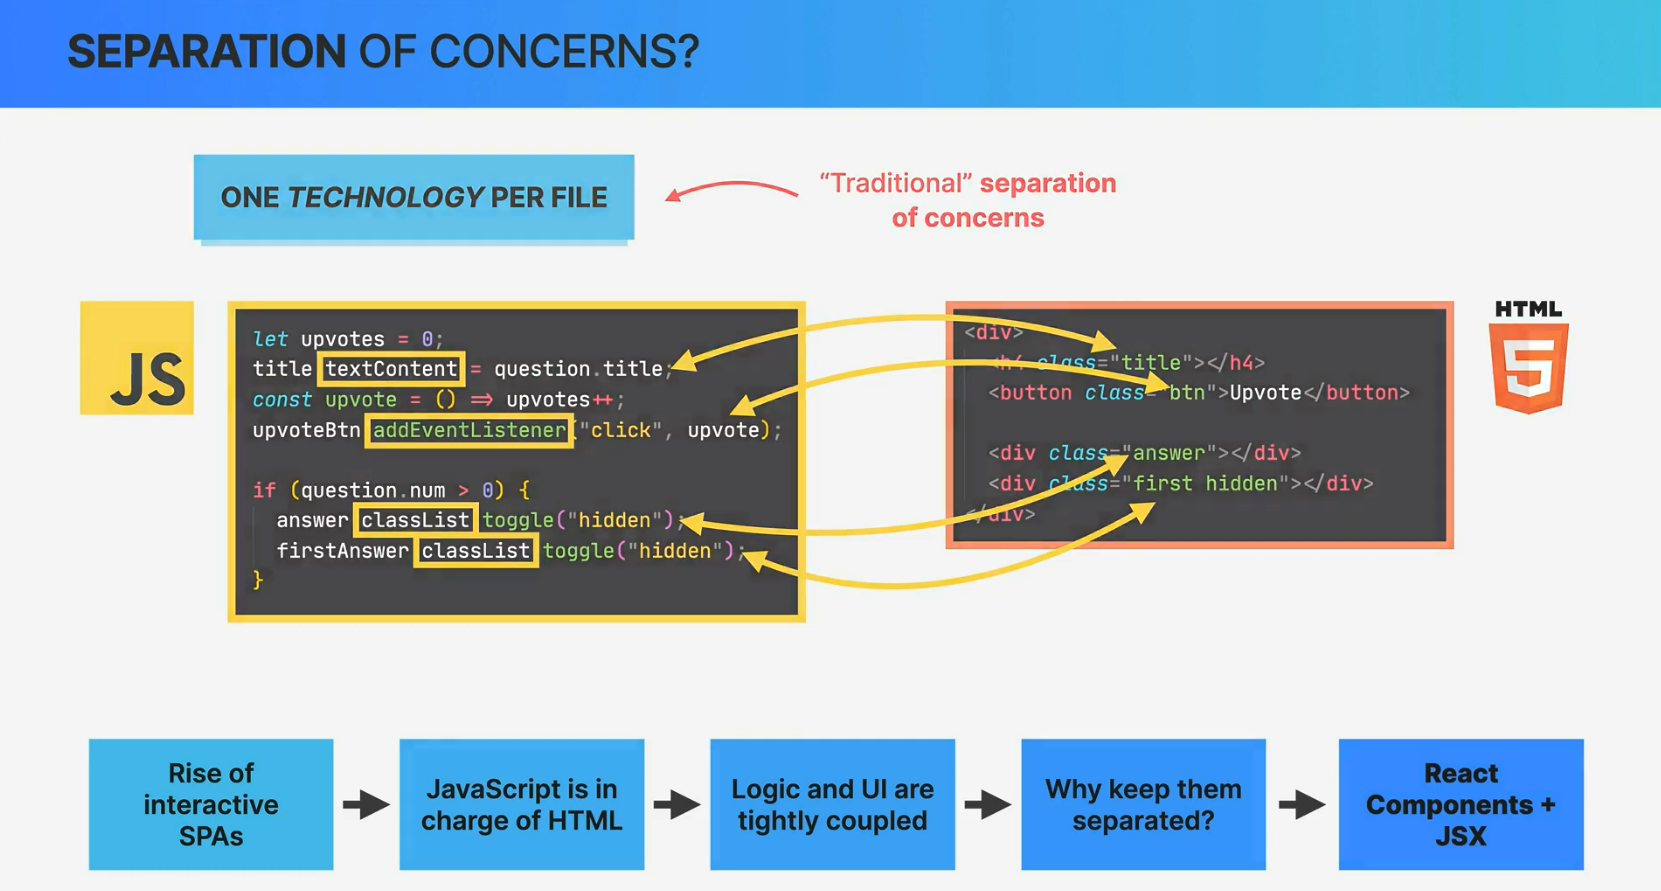 SEPARATION OF CONCERNS?
ONE TECHNOLOGY PER FILE
“Traditional” separation
of concerns
JS
let upvotes = 0;
title textContent = question.title;
const upvote = () => upvotes++;
upvoteBtn addEventListener("click", upvote);
if (question.num > 0) {
answer classList toggle("hidden");
firstAnswer classList toggle("hidden");
}
HTML
5
<div>
<h4 class="title"></h4>
<button class="btn">Upvote</button>
<div class="answer"></div>
<div class="first hidden"></div>
</div>
Rise of
interactive
SPAs
JavaScript is in
charge of HTML
Logic and UI are
tightly coupled
Why keep them
separated?
React
Components +
JSX